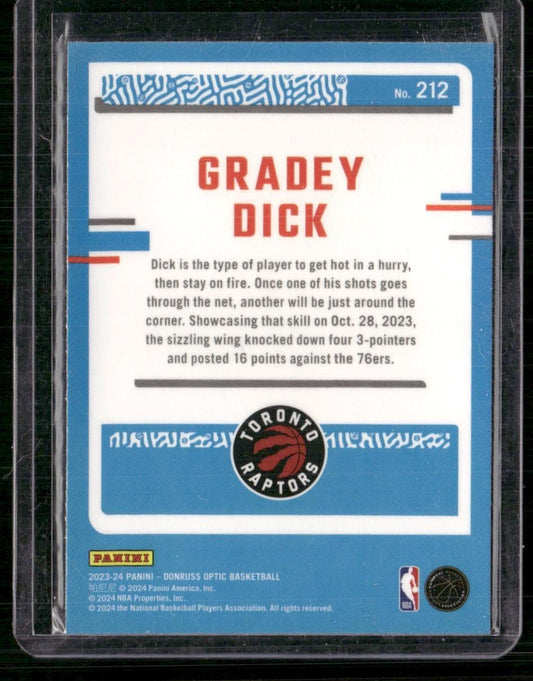 No. 212
GRADEY
DICK
Dick is the type of player to get hot in a hurry,
then stay on fire. Once one of his shots goes
through the net, another will be just around the
corner. Showcasing that skill on Oct. 28, 2023,
the sizzling wing knocked down four 3-pointers
and posted 16 points against the 76ers.
TORONTO
RAPTORS
PANINI
2023-24 PANINI – DONRUSS OPTIC BASKETBALL
帕尼尼 © 2024 Panini America, Inc.
© 2024 NBA Properties, Inc.
© 2024 the National Basketball Players Association. All rights reserved.
NBA